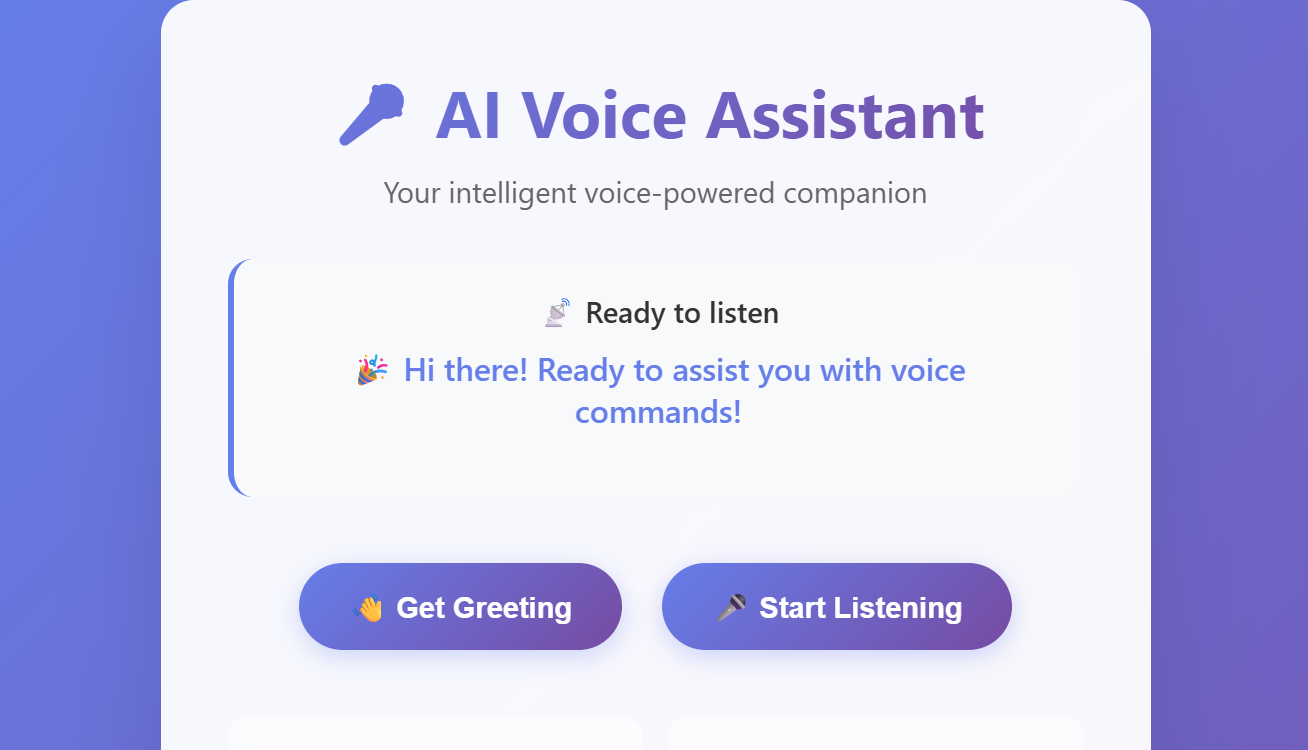 🎤 AI Voice Assistant
Your intelligent voice-powered companion
📡 Ready to listen
🎉 Hi there! Ready to assist you with voice
commands!
👋 Get Greeting
🎤 Start Listening